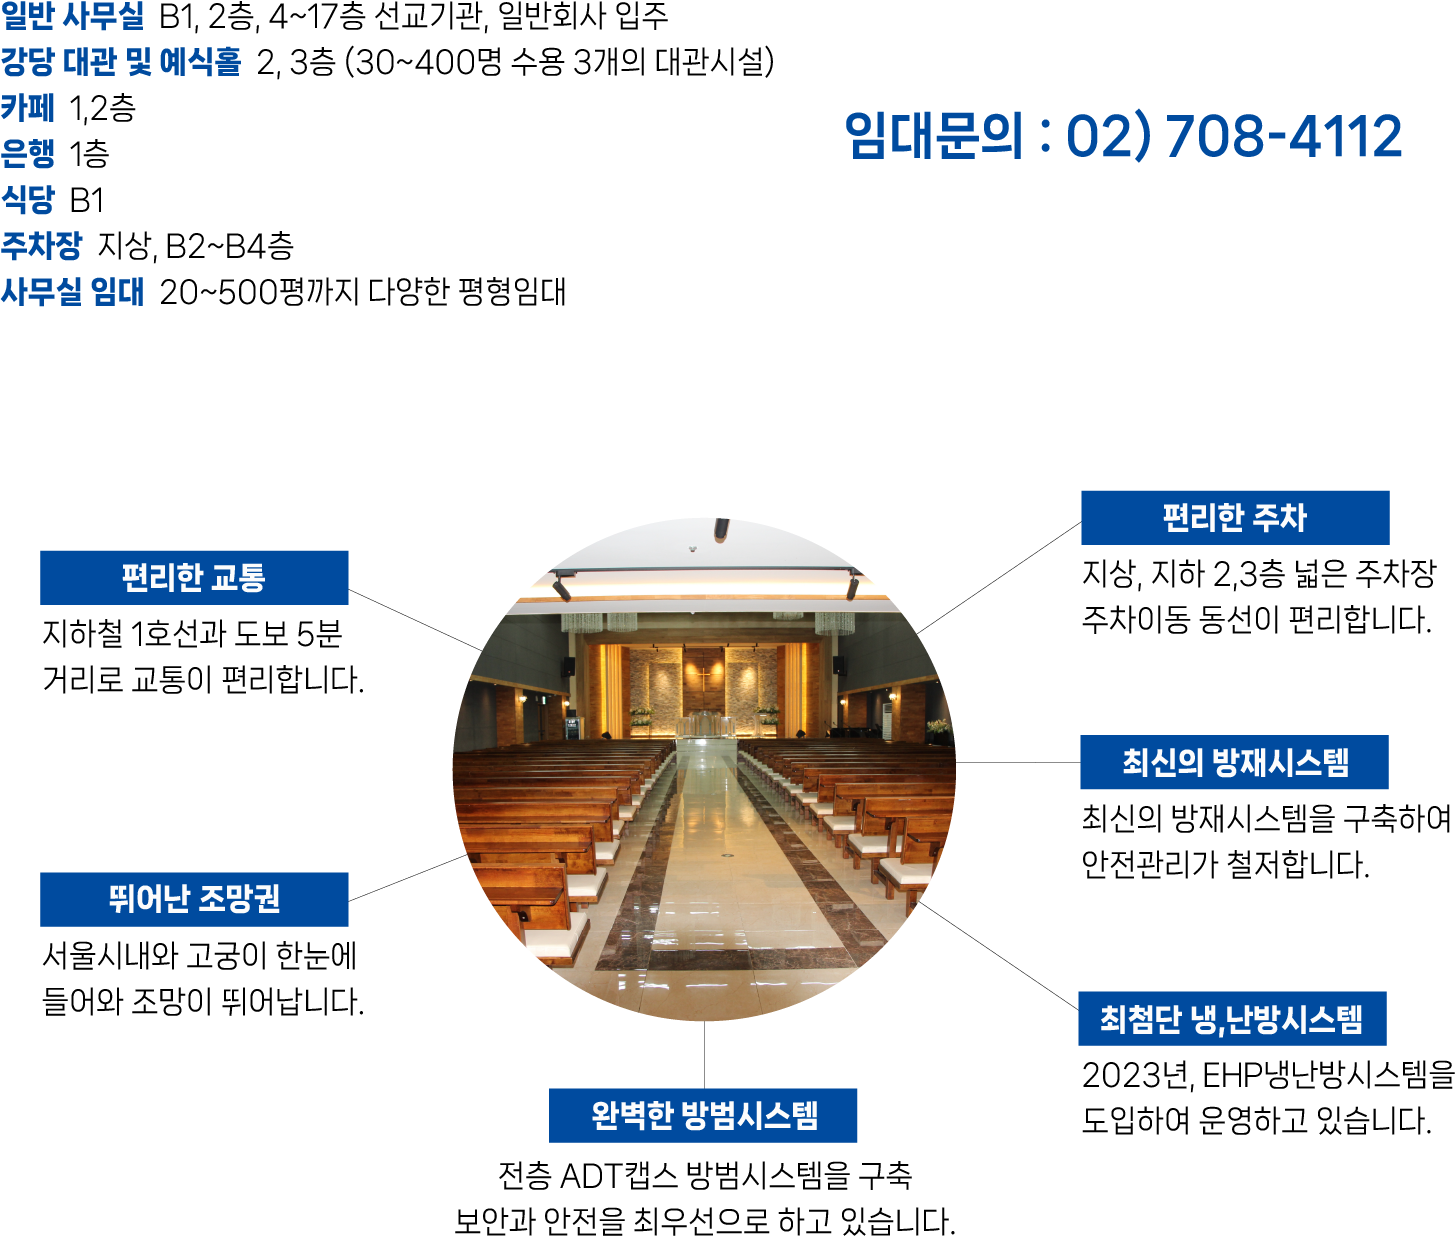 일반 사무실 B1, 2층, 4~17층 선교기관, 일반회사 입주
강당 대관 및 예식홀 2, 3층 (30~400명 수용 3개의 대관시설)
카페 1,2층
은행 1층
식당 B1
주차장 지상, B2~B4층
사무실 임대 20~500평까지 다양한 평형임대
임대문의 : 02) 708-4112
편리한 교통
지하철 1호선과 도보 5분
거리로 교통이 편리합니다.
뛰어난 조망권
서울시내와 고궁이 한눈에
들어와 조망이 뛰어납니다.
완벽한 방범시스템
전층 ADT캡스 방범시스템을 구축
보안과 안전을 최우선으로 하고 있습니다.
편리한 주차
지상, 지하 2,3층 넓은 주차장
주차이동 동선이 편리합니다.
최신의 방재시스템
최신의 방재시스템을 구축하여
안전관리가 철저합니다.
최첨단 냉,난방시스템
2023년, EHP냉난방시스템을
도입하여 운영하고 있습니다.